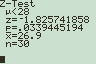 Z-Test
μ<28
z=-1.825741858
p=.0339445194
x̄=26.9
n=30